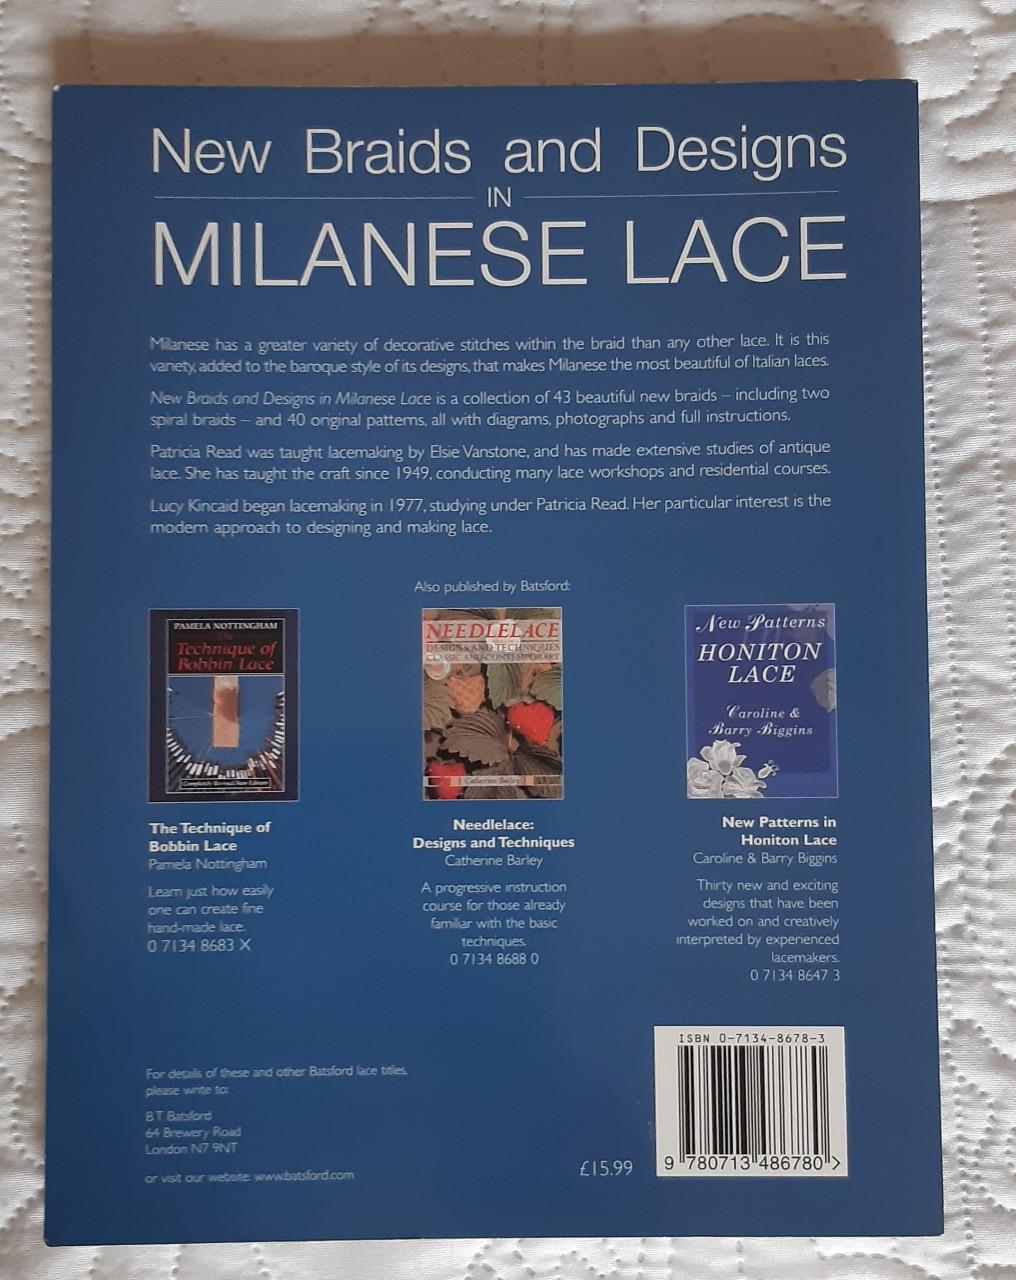 New Braids and Designs
IN
MILANESE LACE
Milanese has a greater variety of decorative stitches within the braid than any other lace. It is this
variety, added to the baroque style of its designs, that makes Milanese the most beautiful of Italian laces.
New Braids and Designs in Milanese Lace is a collection of 43 beautiful new braids – including two
spiral braids – and 40 original patterns, all with diagrams, photographs and full instructions.
Patricia Read was taught lacemaking by Elsie Vanstone, and has made extensive studies of antique
lace. She has taught the craft since 1949, conducting many lace workshops and residential courses.
Lucy Kincaid began lacemaking in 1977, studying under Patricia Read. Her particular interest is the
modern approach to designing and making lace.
Also published by Batsford:
PAMELA NOTTINGHAM
The
Technique of
Bobbin Lace
Completely Revised New Edition
The Technique of
Bobbin Lace
Pamela Nottingham
Learn just how easily
one can create fine
hand-made lace.
0 7134 8683 X
NEEDLELACE
DESIGNS AND TECHNIQUES
CLASSIC AND CONTEMPORARY
Catherine Barley
Needlelace:
Designs and Techniques
Catherine Barley
A progressive instruction
course for those already
familiar with the basic
techniques.
0 7134 8688 0
New Patterns
HONITON
LACE
Caroline &
Barry Biggins
New Patterns in
Honiton Lace
Caroline & Barry Biggins
Thirty new and exciting
designs that have been
worked on and creatively
interpreted by experienced
lacemakers.
0 7134 8647 3
For details of these and other Batsford lace titles,
please write to:
B T Batsford
64 Brewery Road
London N7 9NT
or visit our website: www.batsford.com
£15.99
ISBN 0-7134-8678-3
9 780713 486780 >